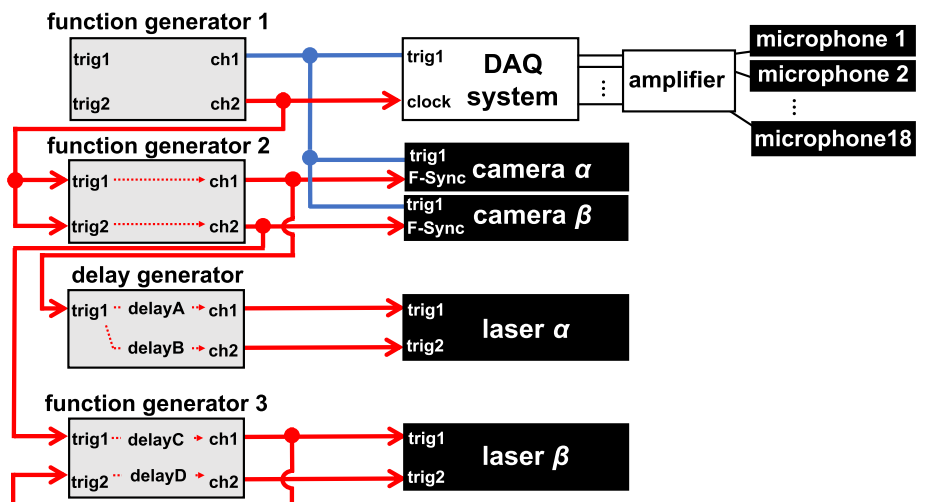 function generator 1
trig1 ch1
trig2 ch2
trig1
clock
DAQ
system
⋮
amplifier
microphone 1
microphone 2
⋮
microphone18
function generator 2
trig1 ch1
trig2 ch2
trig1
F-Sync
camera α
trig1
F-Sync
camera β
delay generator
trig1 delayA ch1
delayB ch2
trig1
trig2
laser α
function generator 3
trig1 delayC ch1
trig2 delayD ch2
trig1
trig2
laser β